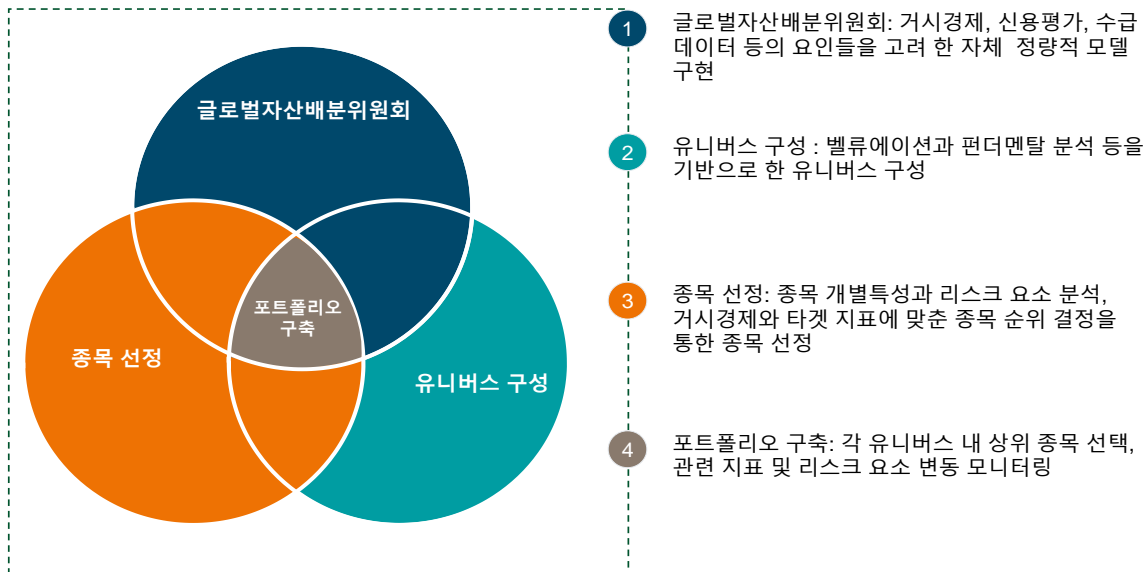 글로벌자산배분위원회
포트폴리오
구축
종목 선정
유니버스 구성
1
글로벌자산배분위원회: 거시경제, 신용평가, 수급
데이터 등의 요인들을 고려 한 자체  정량적 모델
구현
2
유니버스 구성 : 벨류에이션과 펀더멘탈 분석 등을
기반으로 한 유니버스 구성
3
종목 선정: 종목 개별특성과 리스크 요소 분석,
거시경제와 타겟 지표에 맞춘 종목 순위 결정을
통한 종목 선정
4
포트폴리오 구축: 각 유니버스 내 상위 종목 선택,
관련 지표 및 리스크 요소 변동 모니터링